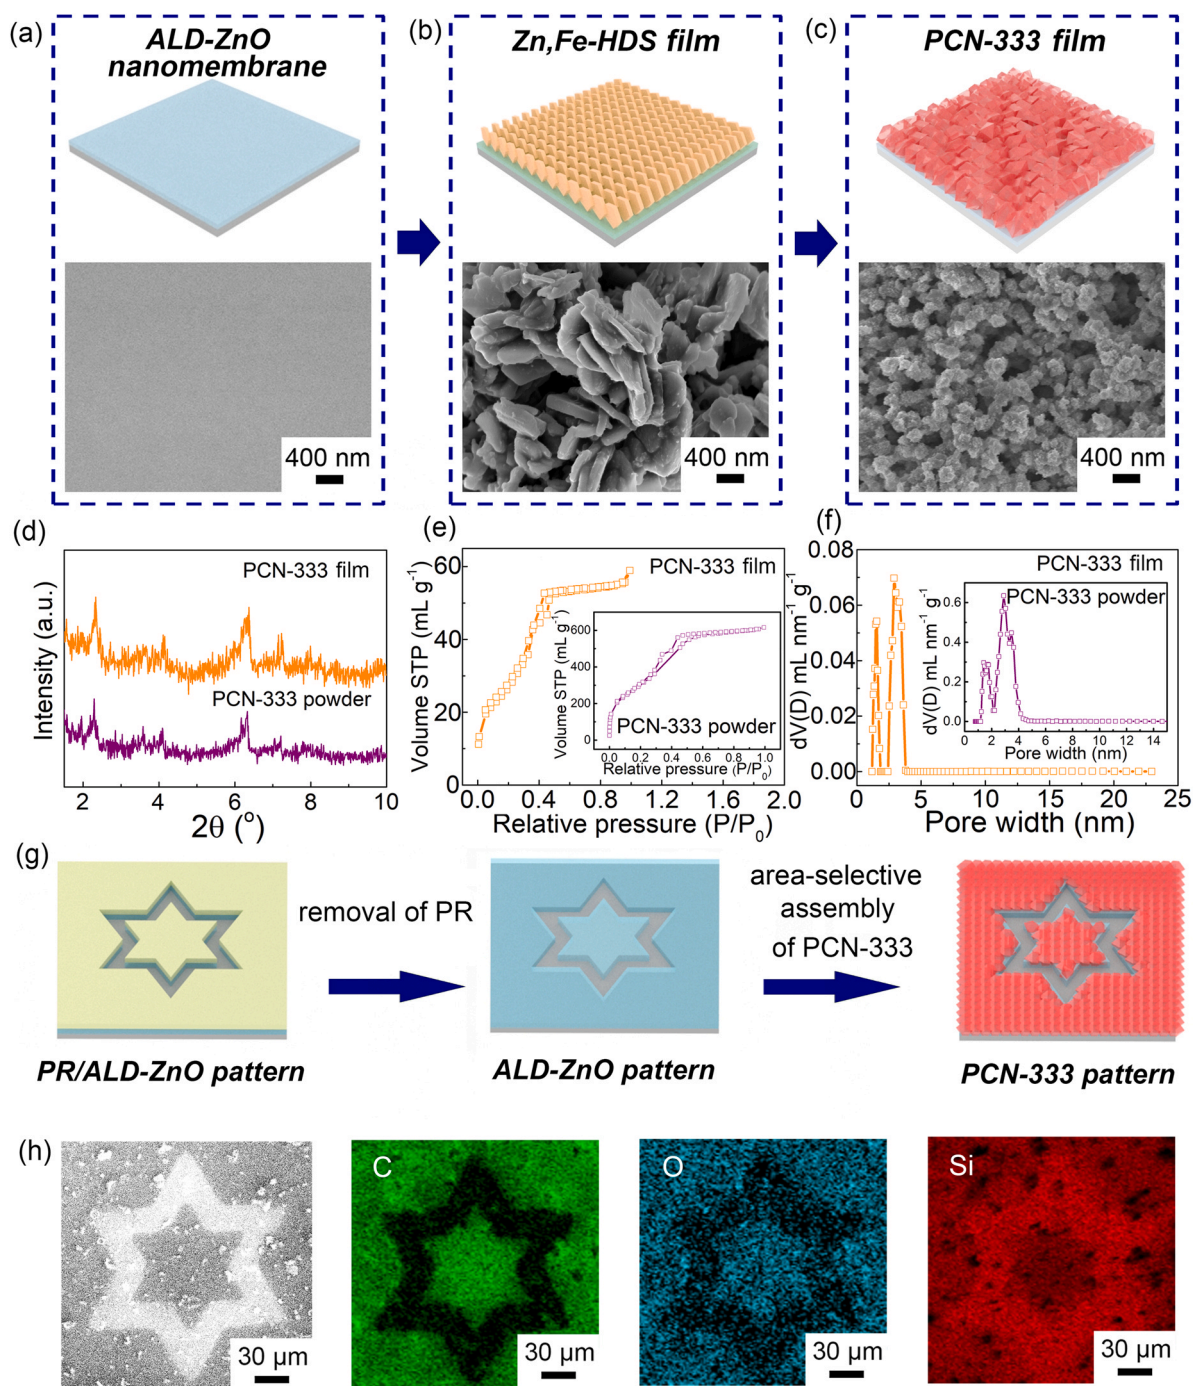 (a)
ALD-ZnO
nanomembrane
400 nm
(b)
Zn,Fe-HDS film
400 nm
(c)
PCN-333 film
400 nm
(d)
PCN-333 film
PCN-333 powder
Intensity (a.u.)
2 4 6 8 10
2θ (°)
(e)
PCN-333 film
Volume STP (mL g⁻¹)
60
40
20
0
0.0 0.4 0.8 1.2 1.6 2.0
Relative pressure (P/P₀)
PCN-333 powder
Volume STP (mL g⁻¹)
600
400
200
0
0.0 0.2 0.4 0.6 0.8 1.0
Relative pressure (P/P₀)
(f)
PCN-333 film
dV(D) mL nm⁻¹ g⁻¹
0.08
0.06
0.04
0.02
0.00
0 5 10 15 20 25
Pore width (nm)
PCN-333 powder
dV(D) mL nm⁻¹ g⁻¹
0.6
0.4
0.2
0.0
0 2 4 6 8 10 12 14
Pore width (nm)
(g)
PR/ALD-ZnO pattern
removal of PR
ALD-ZnO pattern
area-selective
assembly
of PCN-333
PCN-333 pattern
(h)
30 µm
C
30 µm
O
30 µm
Si
30 µm